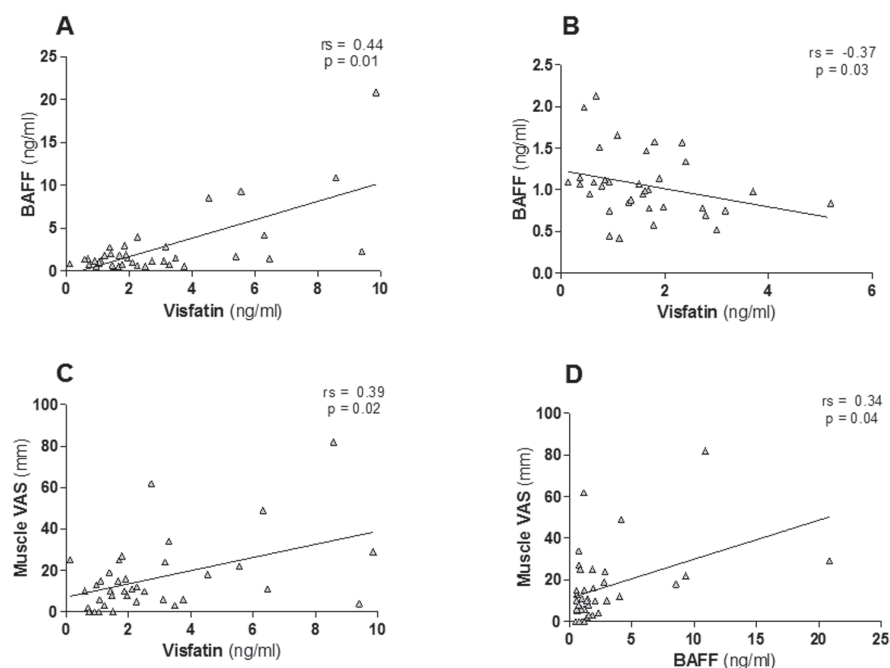 A
rs = 0.44
p = 0.01
25
20
15
10
5
0
BAFF (ng/ml)
0 2 4 6 8 10
Visfatin (ng/ml)
B
rs = -0.37
p = 0.03
2.5
2.0
1.5
1.0
0.5
0.0
BAFF (ng/ml)
0 2 4 6
Visfatin (ng/ml)
C
rs = 0.39
p = 0.02
100
80
60
40
20
0
Muscle VAS (mm)
0 2 4 6 8 10
Visfatin (ng/ml)
D
rs = 0.34
p = 0.04
100
80
60
40
20
0
Muscle VAS (mm)
0 5 10 15 20 25
BAFF (ng/ml)